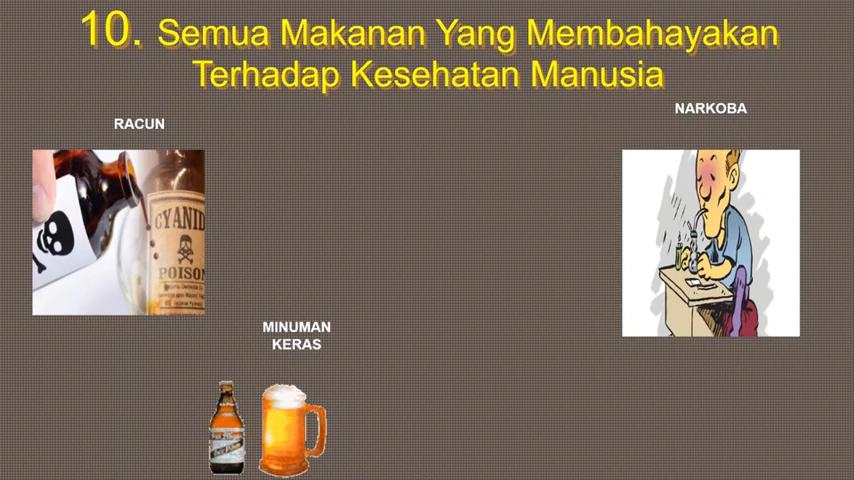 10. Semua Makanan Yang Membahayakan
Terhadap Kesehatan Manusia
NARKOBA
RACUN
CYANID
POISON
MINUMAN
KERAS